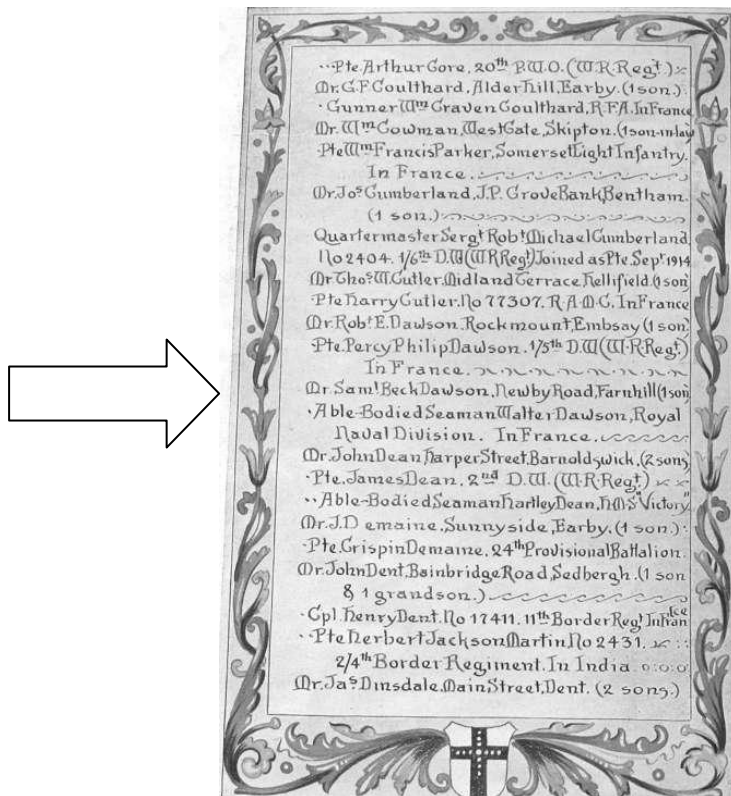 ··Pte. Arthur Gore, 20th P.W.O. (W.R. Regt.)
Mr. G.F. Coulthard, Alder Hill, Earby. (1 son.)
· Gunner Wm Craven Coulthard, R.F.A. In France
Mr. Wm Cowman, West Gate, Skipton. (1 son-in-law)
·Pte Wm Francis Parker, Somerset Light Infantry.
In France.
Mr. Jos. Cumberland, J.P. Grove Bank, Bentham.
(1 son.)
Quartermaster Sergt Robt Michael Cumberland,
No 2404. 1/6th D.W (W.R Regt) Joined as Pte. Sept 1914
Mr. Thos. W. Cutler, Midland Terrace, Hellifield. (1 son)
·Pte Harry Cutler. No 77307. R.A.M.C. In France
Mr. Robt E. Dawson, Rockmount, Embsay (1 son)
·Pte. Percy Philip Dawson. 1/5th D.W (W.R. Regt.)
In France.
Mr. Saml Beck Dawson, Newby Road, Farnhill (1 son)
·Able-Bodied Seaman Walter Dawson, Royal
Naval Division. In France.
Mr. John Dean, Harper Street, Barnoldswick. (2 sons)
·Pte. James Dean, 2nd D.W. (W.R. Regt)
··Able-Bodied Seaman Hartley Dean, H.M.S "Victory"
Mr. J. Demaine, Sunnyside, Earby. (1 son.)
·Pte. Crispin Demaine, 24th Provisional Battalion.
Mr. John Dent, Bainbridge Road, Sedbergh. (1 son
& 1 grandson.)
·Cpl. Henry Dent. No 17411. 11th Border Regt In France
··Pte Herbert Jackson Martin, No 2431.
2/4th Border Regiment. In India
Mr. Jas. Dinsdale, Main Street, Dent. (2 sons.)